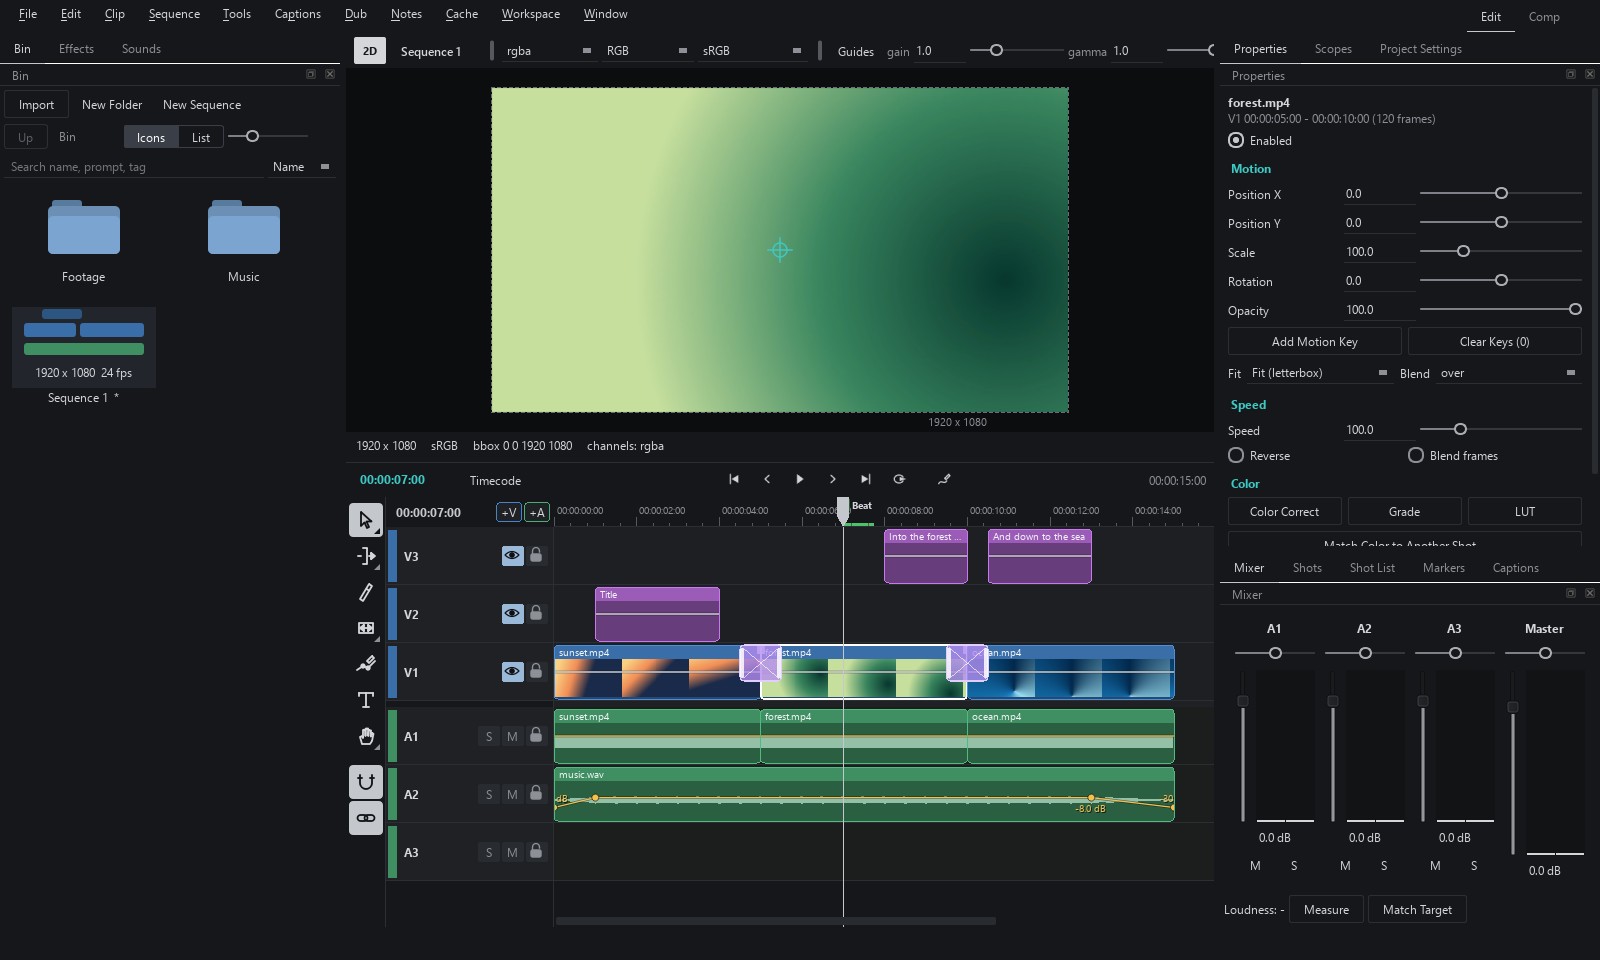 File Edit Clip Sequence Tools Captions Dub Notes Cache Workspace Window
Edit Comp
Bin Effects Sounds
2D Sequence 1 rgba RGB sRGB Guides gain 1.0 gamma 1.0
Properties Scopes Project Settings
Bin
Properties
Import New Folder New Sequence
Up Bin Icons List
Search name, prompt, tag Name
Footage Music
1920 x 1080 24 fps
Sequence 1 *
1920 x 1080
1920 x 1080 sRGB bbox 0 0 1920 1080 channels: rgba
forest.mp4
V1 00:00:05:00 - 00:00:10:00 (120 frames)
Enabled
Motion
Position X 0.0
Position Y 0.0
Scale 100.0
Rotation 0.0
Opacity 100.0
Add Motion Key Clear Keys (0)
Fit Fit (letterbox) Blend over
Speed
Speed 100.0
Reverse Blend frames
Color
Color Correct Grade LUT
Match Color to Another Shot
00:00:07:00 Timecode 00:00:15:00
00:00:07:00 +V +A 00:00:00:00 00:00:02:00 00:00:04:00 Beat 00:00:08:00 00:00:10:00 00:00:12:00 00:00:14:00
V3 Into the forest ... And down to the sea
V2 Title
V1 sunset.mp4
A1 S M sunset.mp4 forest.mp4 ocean.mp4
A2 S M music.wav
dB -8.0 dB
A3 S M
Mixer Shots Shot List Markers Captions
Mixer
A1 A2 A3 Master
0.0 dB 0.0 dB 0.0 dB
M S M S M S
0.0 dB
Loudness: - Measure Match Target